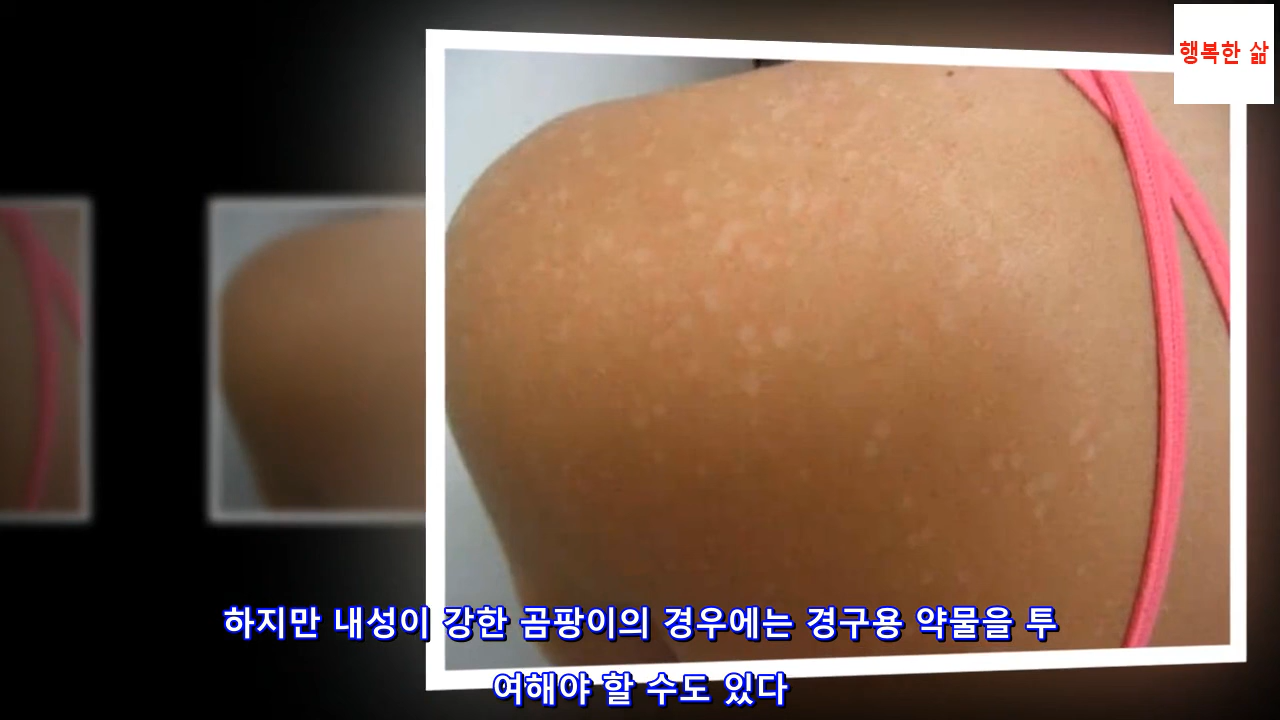 행복한 삶
하지만 내성이 강한 곰팡이의 경우에는 경구용 약물을 투
여해야 할 수도 있다